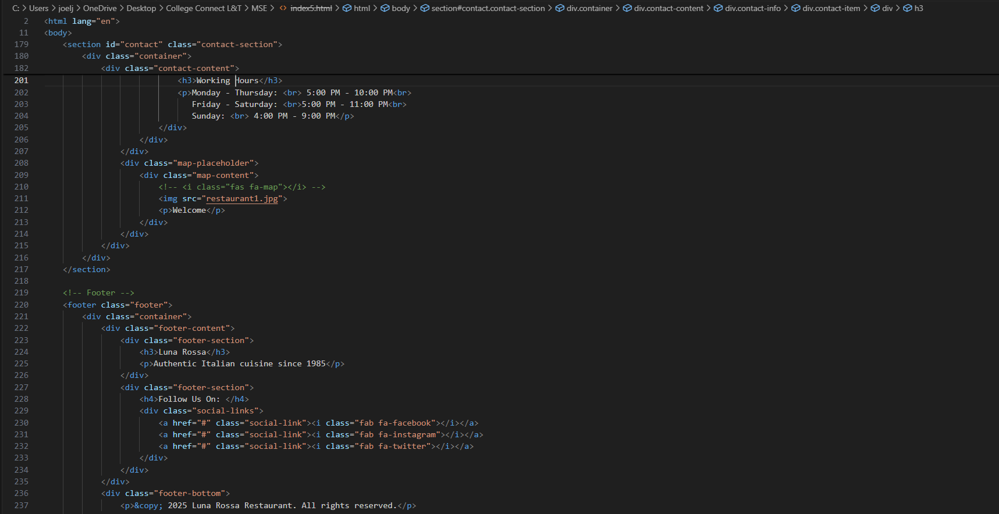 C: > Users > joelj > OneDrive > Desktop > College Connect L&T > MSE > <> index5.html > html > body > section#contact.contact-section > div.container > div.contact-content > div.contact-info > div.contact-item > div > h3
2 <html lang="en">
11 <body>
179 <section id="contact" class="contact-section">
180 <div class="container">
182 <div class="contact-content">
201 <h3>Working Hours</h3>
202 <p>Monday - Thursday: <br> 5:00 PM - 10:00 PM<br>
203 Friday - Saturday: <br>5:00 PM - 11:00 PM<br>
204 Sunday: <br> 4:00 PM - 9:00 PM</p>
205 </div>
206 </div>
207 </div>
208 <div class="map-placeholder">
209 <div class="map-content">
210 <!-- <i class="fas fa-map"></i> -->
211 <img src="restaurant1.jpg">
212 <p>Welcome</p>
213 </div>
214 </div>
215 </div>
216 </div>
217 </section>
218
219 <!-- Footer -->
220 <footer class="footer">
221 <div class="container">
222 <div class="footer-content">
223 <div class="footer-section">
224 <h3>Luna Rossa</h3>
225 <p>Authentic Italian cuisine since 1985</p>
226 </div>
227 <div class="footer-section">
228 <h4>Follow Us On: </h4>
229 <div class="social-links">
230 <a href="#" class="social-link"><i class="fab fa-facebook"></i></a>
231 <a href="#" class="social-link"><i class="fab fa-instagram"></i></a>
232 <a href="#" class="social-link"><i class="fab fa-twitter"></i></a>
233 </div>
234 </div>
235 </div>
236 <div class="footer-bottom">
237 <p>&copy; 2025 Luna Rossa Restaurant. All rights reserved.</p>